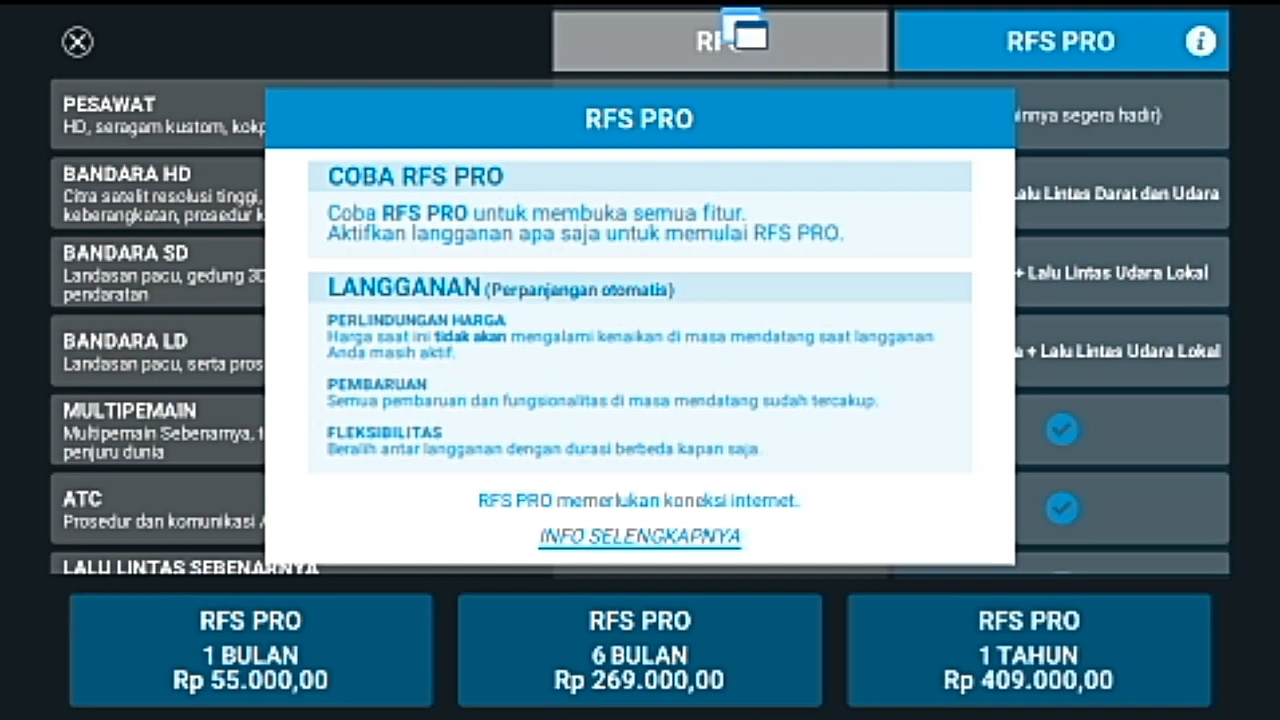 RFS PRO
PESAWAT
HD, seragam kustom,
innya segera hadir)
BANDARA HD
Citra satelit resolusi tinggi,
keberangkatan, prosedur
Lalu Lintas Darat dan Udara
BANDARA SD
Landasan pacu, gedung 3D
pendaratan
+ Lalu Lintas Udara Lokal
BANDARA LD
Landasan pacu, serta pros
a + Lalu Lintas Udara Lokal
MULTIPEMAIN
Multipemain Sebenarnya,
penjuru dunia
ATC
Prosedur dan komunikasi
LALU LINTAS SEBENARNYA
RFS PRO
COBA RFS PRO
Coba RFS PRO untuk membuka semua fitur.
Aktifkan langganan apa saja untuk memulai RFS PRO.
LANGGANAN (Perpanjangan otomatis)
PERLINDUNGAN HARGA
Harga saat ini tidak akan mengalami kenaikan di masa mendatang saat langganan
Anda masih aktif.
PEMBARUAN
Semua pembaruan dan fungsionalitas di masa mendatang sudah tercakup.
FLEKSIBILITAS
Beralih antar langganan dengan durasi berbeda kapan saja.
RFS PRO memerlukan koneksi internet.
INFO SELENGKAPNYA
RFS PRO
1 BULAN
Rp 55.000,00
RFS PRO
6 BULAN
Rp 269.000,00
RFS PRO
1 TAHUN
Rp 409.000,00